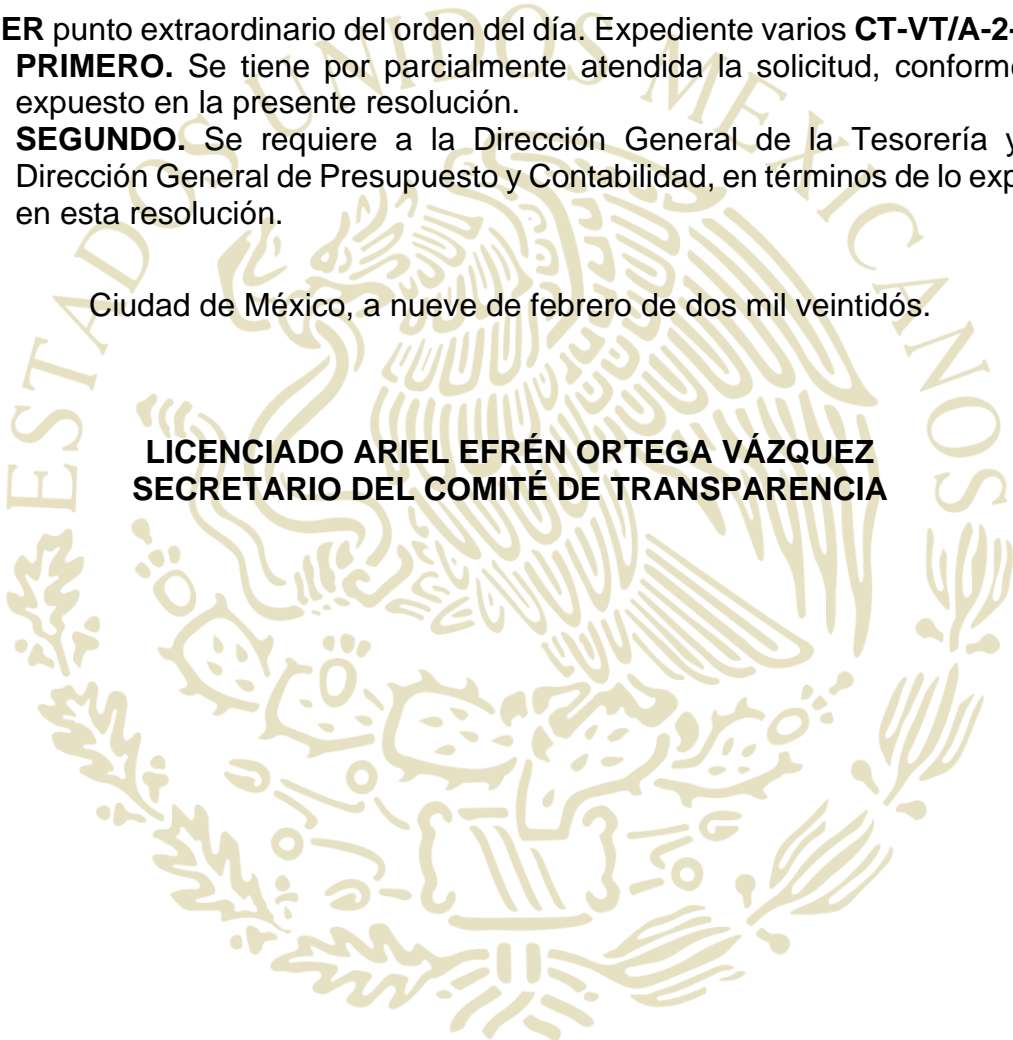 ER punto extraordinario del orden del día. Expediente varios CT-VT/A-2-
PRIMERO. Se tiene por parcialmente atendida la solicitud, conforme
expuesto en la presente resolución.
SEGUNDO. Se requiere a la Dirección General de la Tesorería y
Dirección General de Presupuesto y Contabilidad, en términos de lo exp
en esta resolución.
Ciudad de México, a nueve de febrero de dos mil veintidós.
LICENCIADO ARIEL EFRÉN ORTEGA VÁZQUEZ
SECRETARIO DEL COMITÉ DE TRANSPARENCIA
ESTADOS UNIDOS MEXICANOS